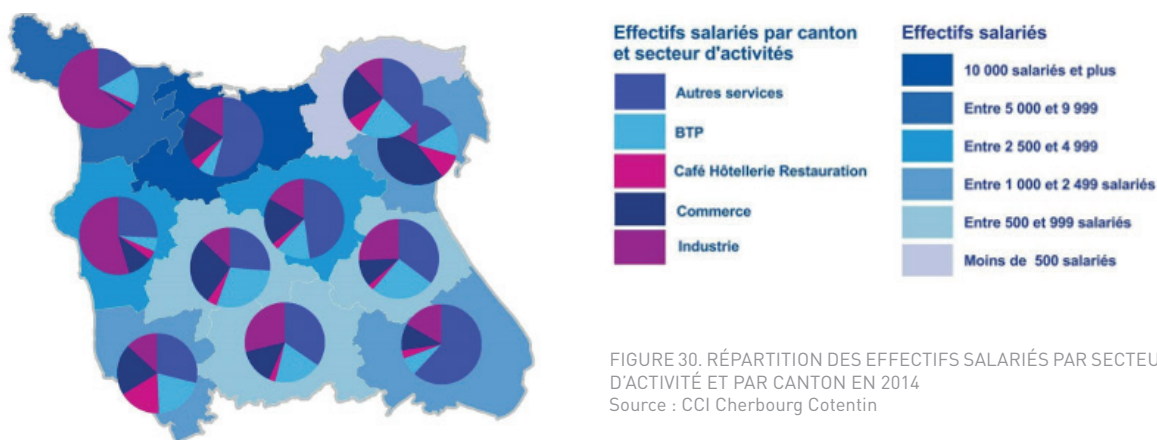 Effectifs salariés par canton
et secteur d'activités
Autres services
BTP
Café Hôtellerie Restauration
Commerce
Industrie
Effectifs salariés
10 000 salariés et plus
Entre 5 000 et 9 999
Entre 2 500 et 4 999
Entre 1 000 et 2 499 salariés
Entre 500 et 999 salariés
Moins de 500 salariés
FIGURE 30. RÉPARTITION DES EFFECTIFS SALARIÉS PAR SECTEU
D'ACTIVITÉ ET PAR CANTON EN 2014
Source : CCI Cherbourg Cotentin